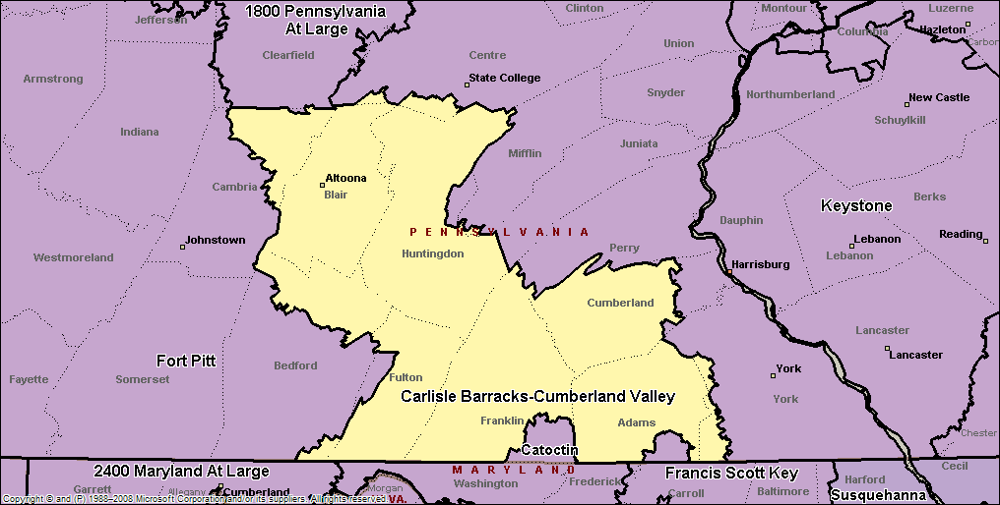 1800 Pennsylvania
At Large
Jefferson
Clinton
Montour
Luzerne
Columbia
Hazleton
Carbon
Clearfield
Centre
Union
Armstrong
State College
Snyder
Northumberland
New Castle
Schuylkill
Indiana
Mifflin
Juniata
Cambria
Altoona
Blair
Keystone
Berks
Dauphin
PENNSYLVANIA
Johnstown
Lebanon
Reading
Westmoreland
Huntingdon
Perry
Lebanon
Harrisburg
Cumberland
Lancaster
Fort Pitt
Lancaster
Fayette
Somerset
Bedford
Fulton
York
Carlisle Barracks-Cumberland Valley
York
Franklin
Adams
Chester
Catoctin
2400 Maryland At Large
MARYLAND
Francis Scott Key
Cecil
Garrett
Allegany
Cumberland
Morgan
Washington
Frederick
Carroll
Baltimore
Harford
Susquehanna
Copyright © and (P) 1988–2008 Microsoft Corporation and/or its suppliers. All rights reserved.
VA.